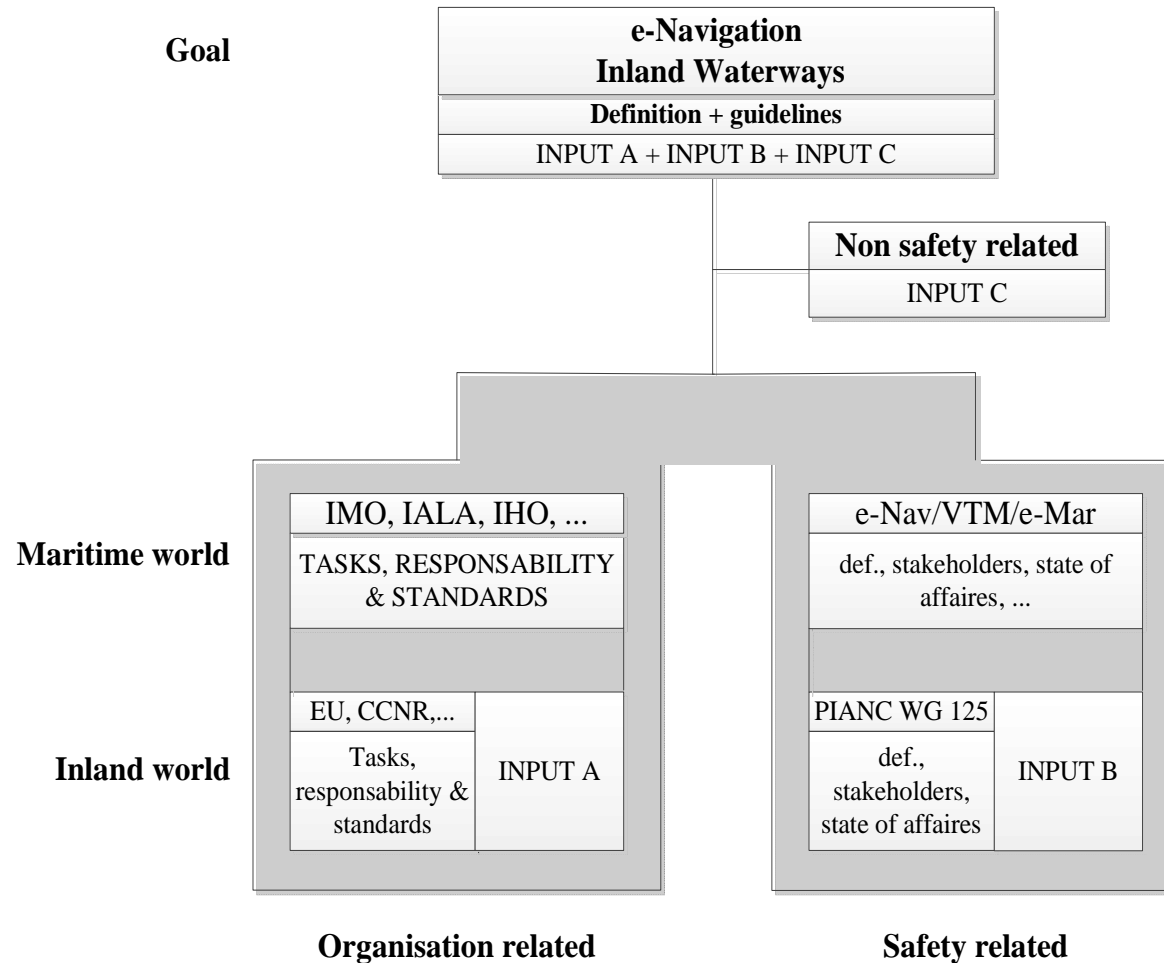 Goal
e-Navigation
Inland Waterways
Definition + guidelines
INPUT A + INPUT B + INPUT C
Non safety related
INPUT C
Maritime world
IMO, IALA, IHO, ...
TASKS, RESPONSABILITY
& STANDARDS
e-Nav/VTM/e-Mar
def., stakeholders, state of
affaires, ...
Inland world
EU, CCNR,...
Tasks,
responsability &
standards
INPUT A
PIANC WG 125
def.,
stakeholders,
state of affaires
INPUT B
Organisation related
Safety related